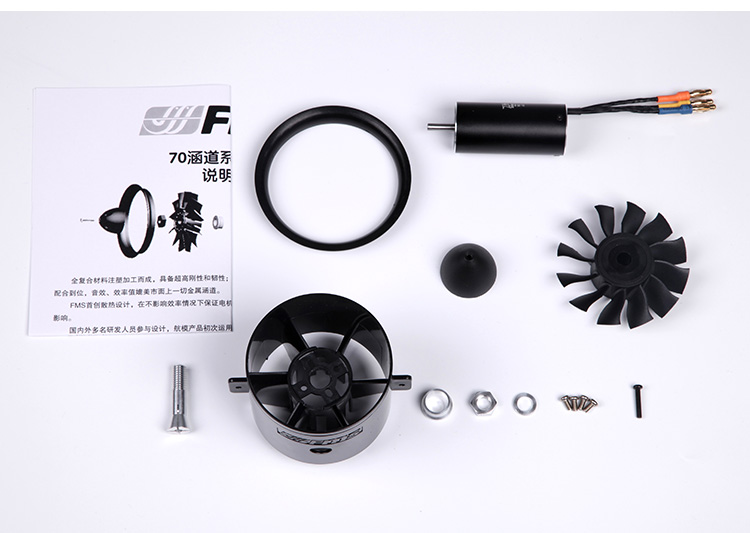 FM
70涵道系
说明
全复合材料注塑加工而成，具备超高刚性和韧性；
配合到位、音效、效率值媲美市面上一切金属涵道。
FMS首创散热设计，在不影响效率情况下保证电机
影响。
国内外多名研发人员参与设计，航模产品初次运用
FMS